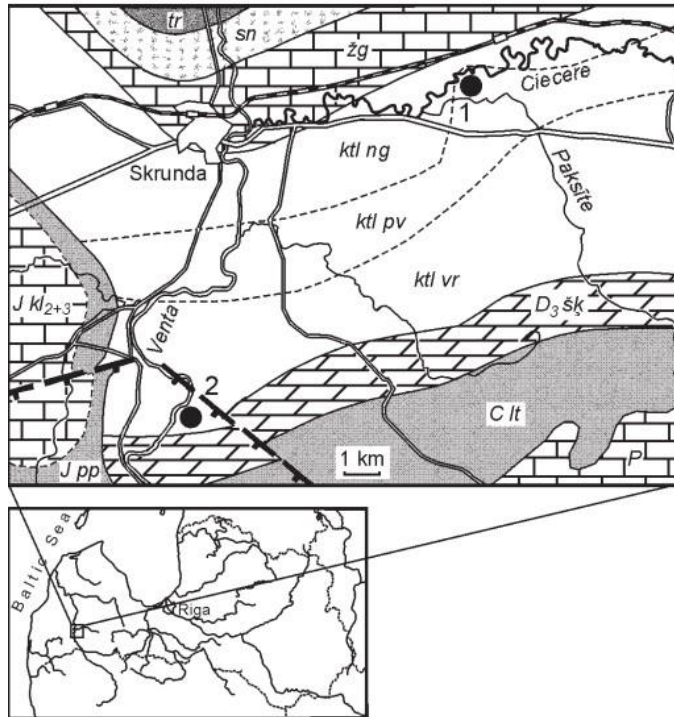 tr
sn
žg
Ciecere
1
ktl ng
Skrunda
Paksīte
ktl pv
J kl2+3
ktl vr
D3 šķ
Venta
2
C lt
1 km
P
J pp
Baltic Sea
Riga